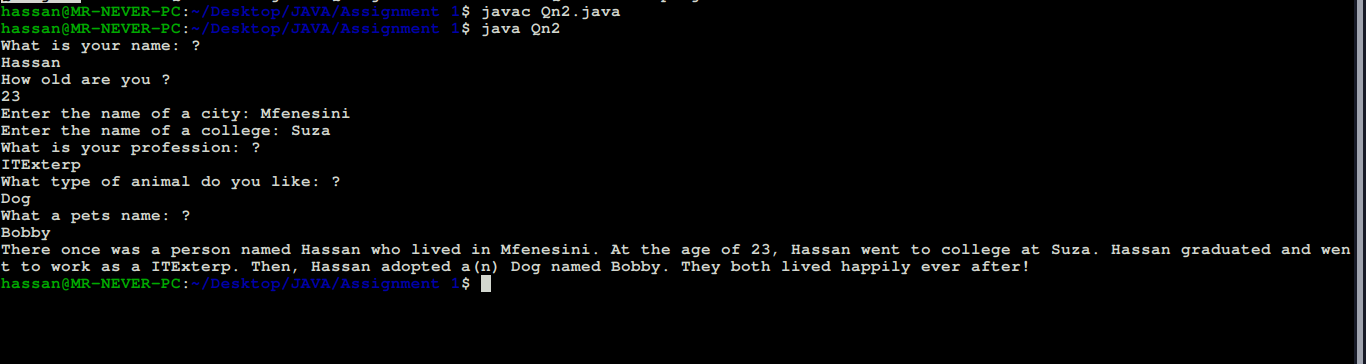 hassan@MR-NEVER-PC:~/Desktop/JAVA/Assignment 1$ javac Qn2.java
hassan@MR-NEVER-PC:~/Desktop/JAVA/Assignment 1$ java Qn2
What is your name: ?
Hassan
How old are you ?
23
Enter the name of a city: Mfenesini
Enter the name of a college: Suza
What is your profession: ?
ITExterp
What type of animal do you like: ?
Dog
What a pets name: ?
Bobby
There once was a person named Hassan who lived in Mfenesini. At the age of 23, Hassan went to college at Suza. Hassan graduated and wen
t to work as a ITExterp. Then, Hassan adopted a(n) Dog named Bobby. They both lived happily ever after!
hassan@MR-NEVER-PC:~/Desktop/JAVA/Assignment 1$